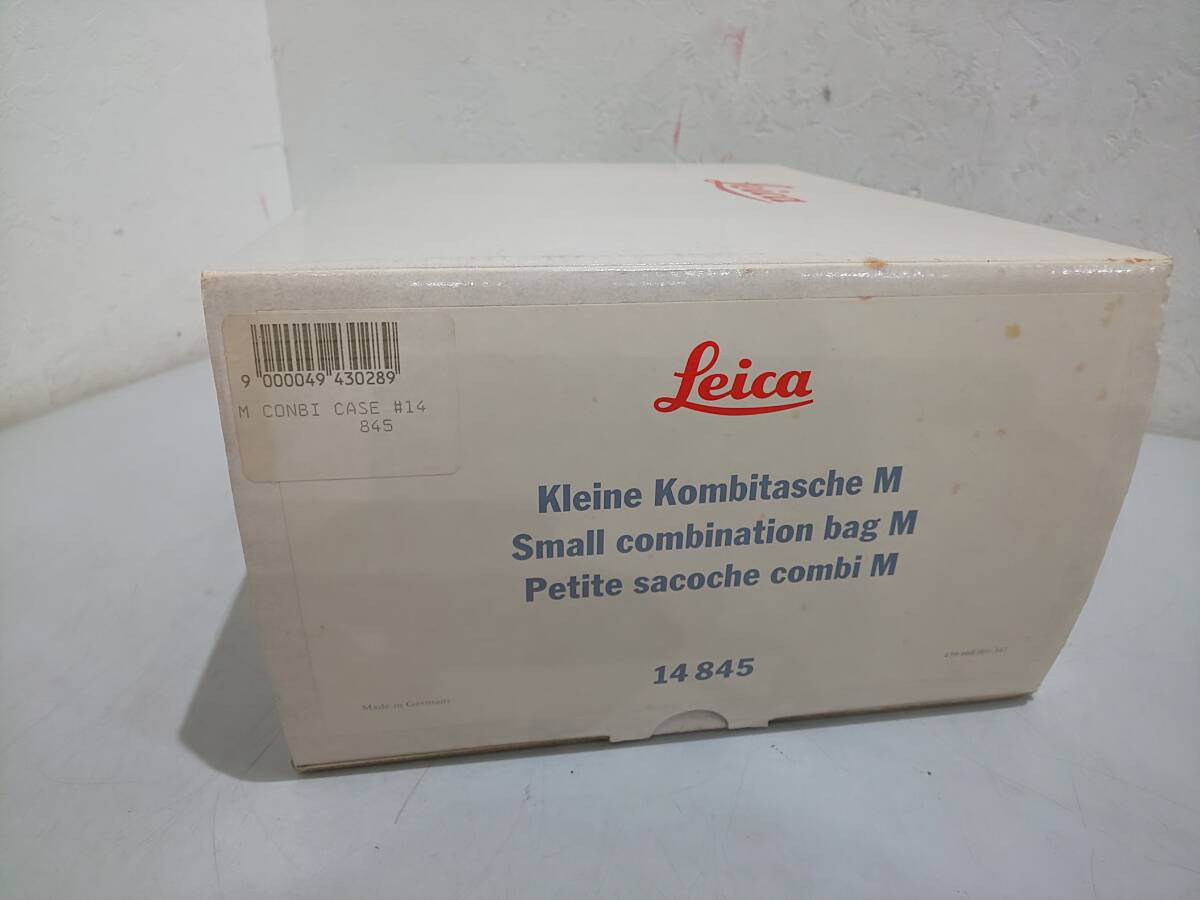 Leica
9 000049 430289
M CONBI CASE #14
845
Leica
Kleine Kombitasche M
Small combination bag M
Petite sacoche combi M
14 845
Made in Germany